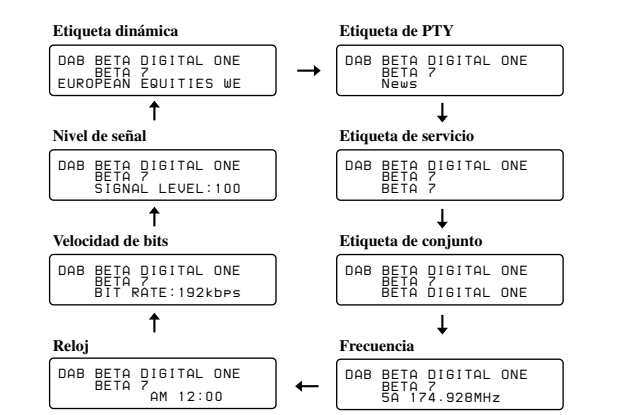 Etiqueta dinámica
DAB BETA DIGITAL ONE
BETA 7
EUROPEAN EQUITIES WE
Etiqueta de PTY
DAB BETA DIGITAL ONE
BETA 7
News
Nivel de señal
DAB BETA DIGITAL ONE
BETA 7
SIGNAL LEVEL:100
Etiqueta de servicio
DAB BETA DIGITAL ONE
BETA 7
BETA 7
Velocidad de bits
DAB BETA DIGITAL ONE
BETA 7
BIT RATE:192kbps
Etiqueta de conjunto
DAB BETA DIGITAL ONE
BETA 7
BETA DIGITAL ONE
Reloj
DAB BETA DIGITAL ONE
BETA 7
AM 12:00
Frecuencia
DAB BETA DIGITAL ONE
BETA 7
5A 174.928MHz